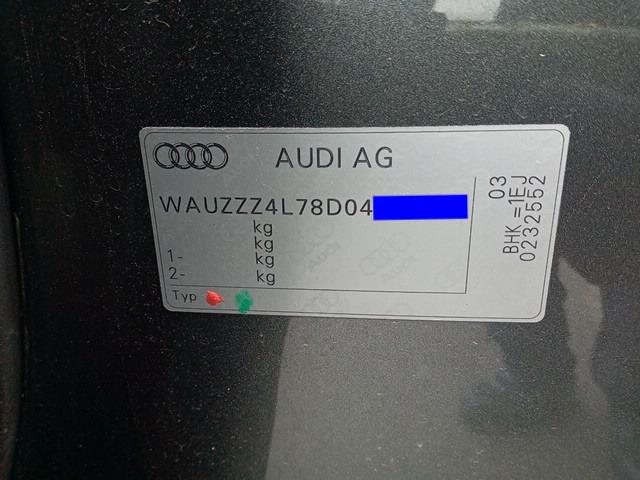 AUDI AG
WAUZZZ4L78D04
kg
kg
1- kg
2- kg
Typ
03
BHK =1EJ
0232552